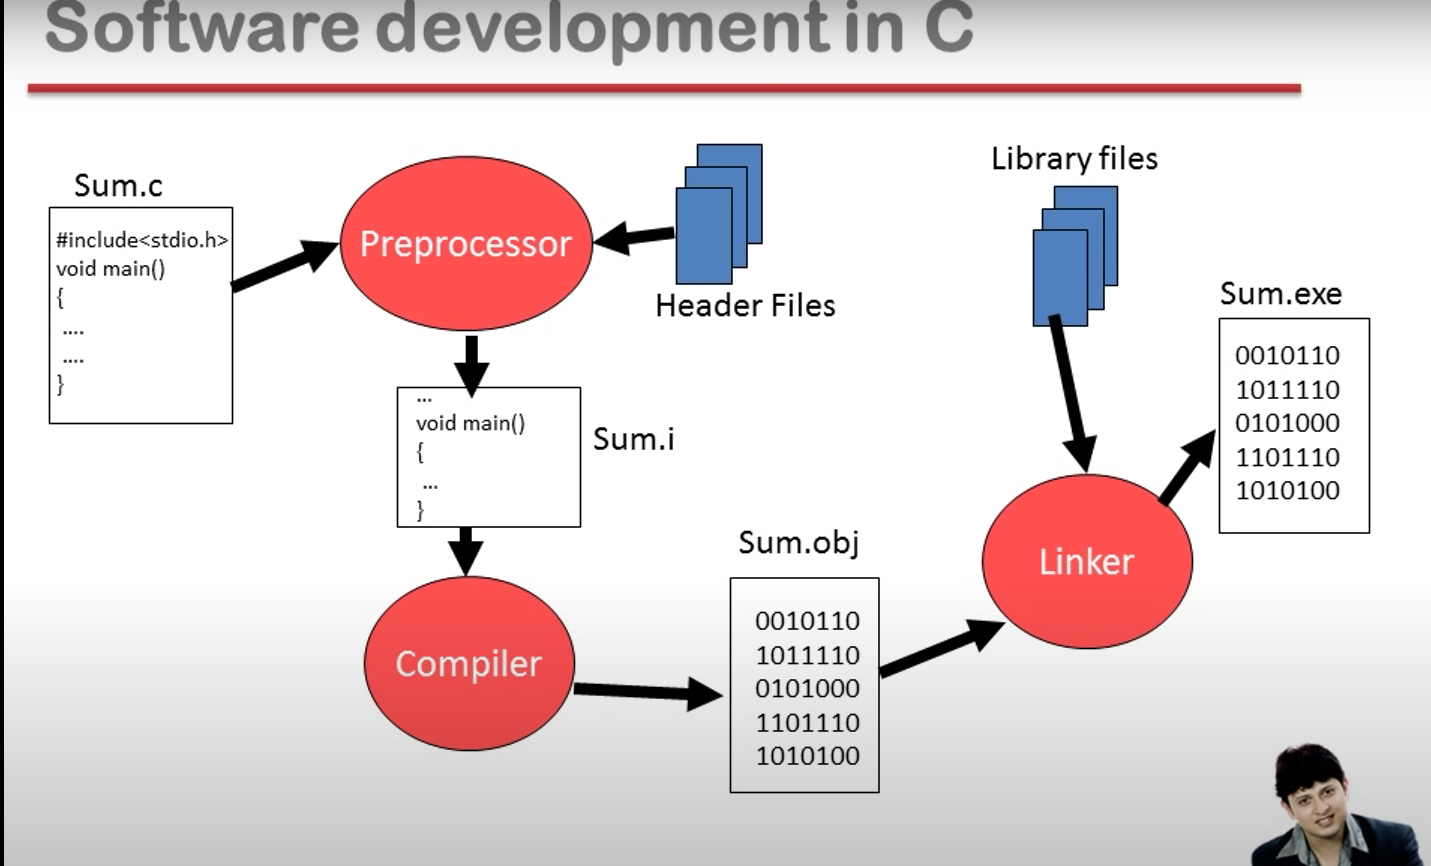 Software development in C
Sum.c
#include<stdio.h>
void main()
{
....
....
}
Preprocessor
Header Files
...
void main()
{
...
}
Sum.i
Compiler
Sum.obj
0010110
1011110
0101000
1101110
1010100
Library files
Linker
Sum.exe
0010110
1011110
0101000
1101110
1010100